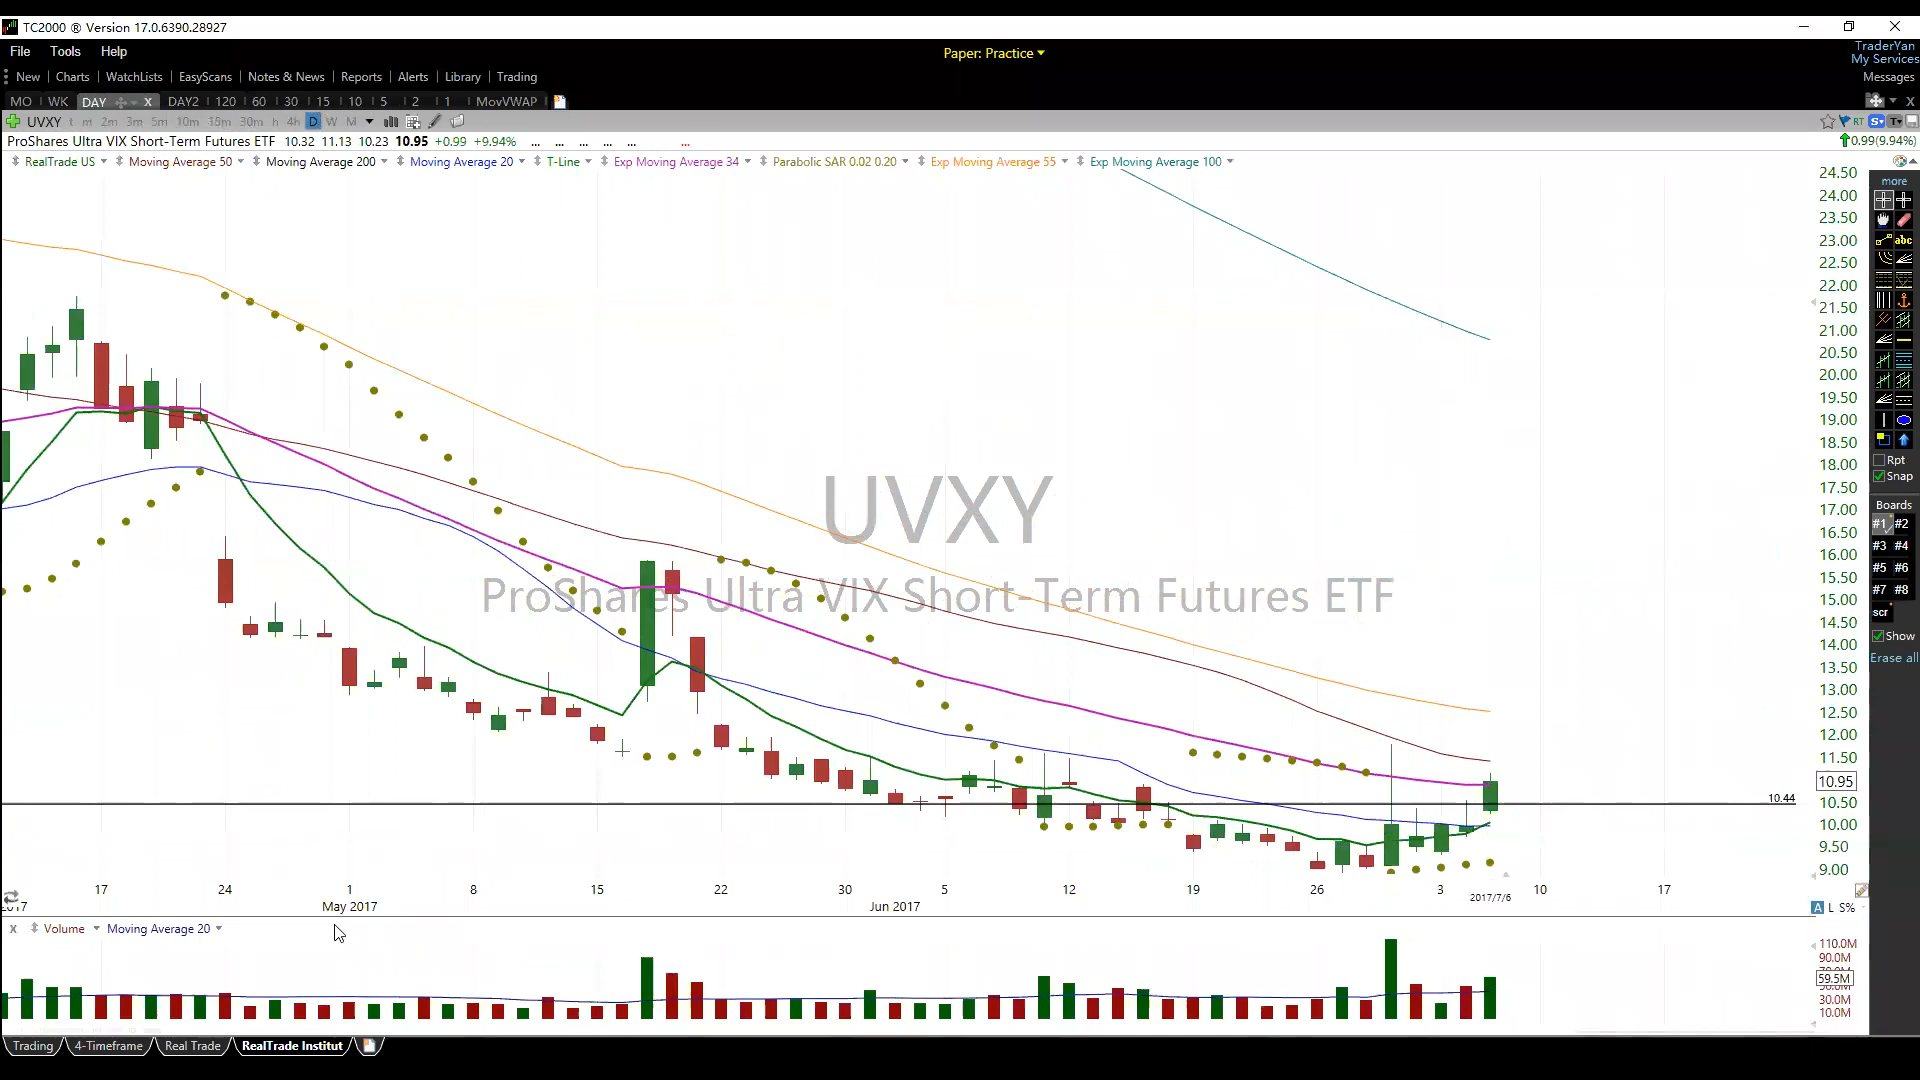 TC2000 ® Version 17.0.6390.28927
File Tools Help
Paper: Practice
TraderYan
My Services
New Charts WatchLists EasyScans Notes & News Reports Alerts Library Trading
Messages
MO WK DAY X DAY2 120 60 30 15 10 5 2 1 MovVWAP
X
UVXY t m 2m 3m 5m 10m 15m 30m h 4h D W M
RT S T
ProShares Ultra VIX Short-Term Futures ETF 10.32 11.13 10.23 10.95 +0.99 +9.94% ... ... ... ... ... ...
0.99(9.94%)
RealTrade US Moving Average 50 Moving Average 200 Moving Average 20 T-Line Exp Moving Average 34 Parabolic SAR 0.02 0.20 Exp Moving Average 55 Exp Moving Average 100
24.50
24.00
23.50
23.00
22.50
22.00
21.50
21.00
20.50
20.00
19.50
19.00
18.50
18.00
17.50
17.00
16.50
16.00
15.50
15.00
14.50
14.00
13.50
13.00
12.50
12.00
11.50
10.95
10.50
10.00
9.50
9.00
UVXY
ProShares Ultra VIX Short-Term Futures ETF
10.44
more
abc
Rpt
Snap
Boards
#1 #2
#3 #4
#5 #6
#7 #8
scr
Show
Erase all
17 24 1 8 15 22 30 5 12 19 26 3 10 17
May 2017 Jun 2017 2017/7/6
A L S%
X Volume Moving Average 20
110.0M
90.0M
59.5M
30.0M
10.0M
Trading 4-Timeframe Real Trade RealTrade Institut